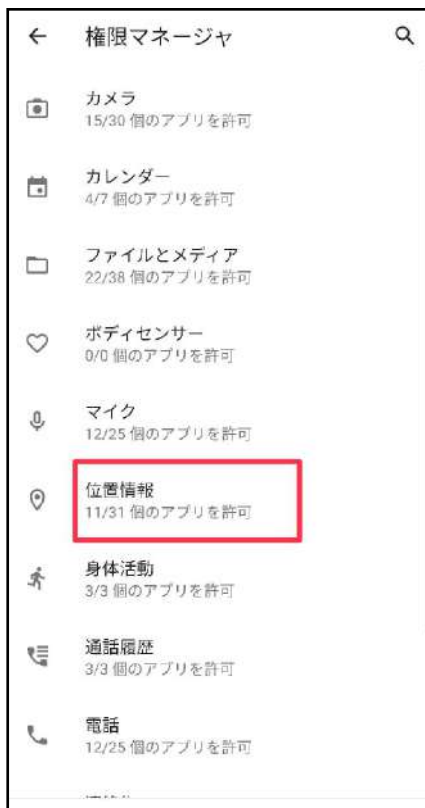 権限マネージャ
カメラ
15/30 個のアプリを許可
カレンダー
4/7 個のアプリを許可
ファイルとメディア
22/38 個のアプリを許可
ボディセンサー
0/0 個のアプリを許可
マイク
12/25 個のアプリを許可
位置情報
11/31 個のアプリを許可
身体活動
3/3 個のアプリを許可
通話履歴
3/3 個のアプリを許可
電話
12/25 個のアプリを許可